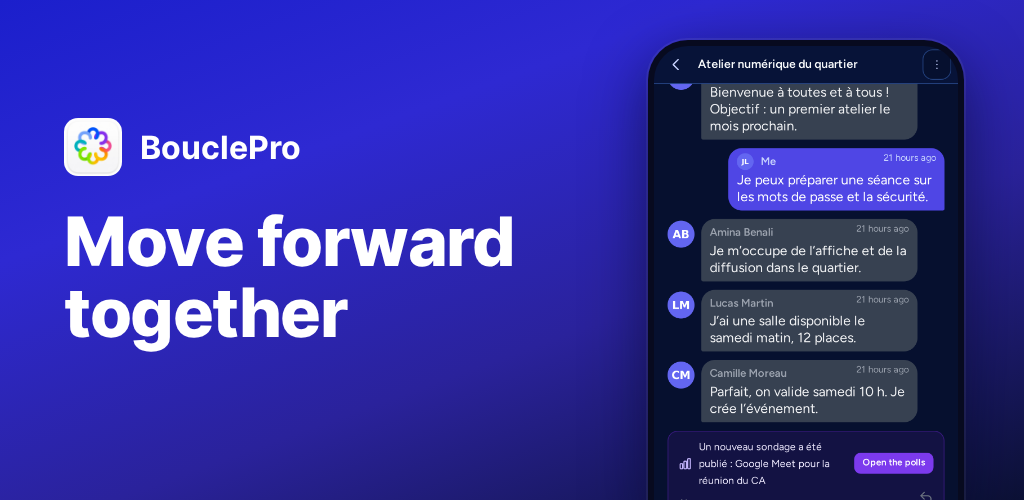 BouclePro
Move forward
together
Atelier numérique du quartier
Bienvenue à toutes et à tous !
Objectif : un premier atelier le
mois prochain.
JL Me 21 hours ago
Je peux préparer une séance sur
les mots de passe et la sécurité.
AB Amina Benali 21 hours ago
Je m'occupe de l'affiche et de la
diffusion dans le quartier.
LM Lucas Martin 21 hours ago
J'ai une salle disponible le
samedi matin, 12 places.
CM Camille Moreau 21 hours ago
Parfait, on valide samedi 10 h. Je
crée l'événement.
Un nouveau sondage a été
publié : Google Meet pour la
réunion du CA
Open the polls